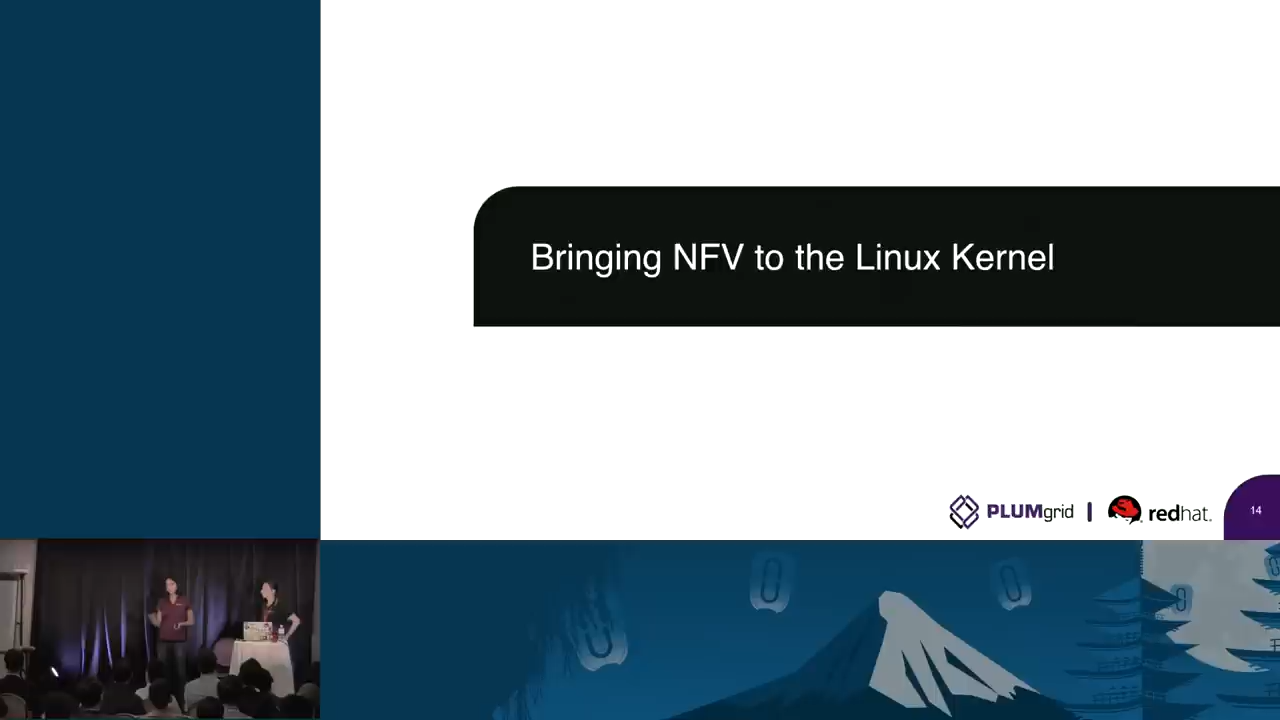 Bringing NFV to the Linux Kernel
PLUMgrid | redhat.
14